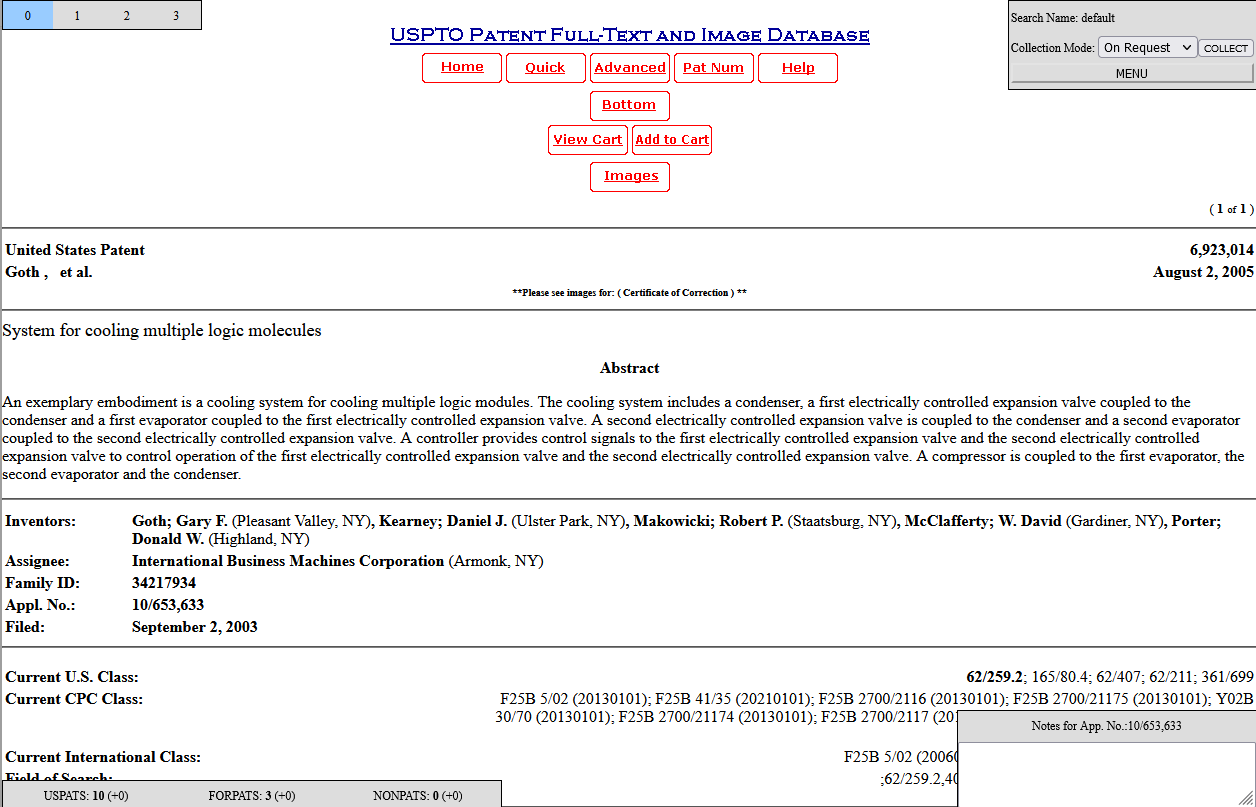 0 1 2 3
USPTO Patent Full-Text and Image Database
Search Name: default
Collection Mode: On Request COLLECT
MENU
Home Quick Advanced Pat Num Help
Bottom
View Cart Add to Cart
Images
( 1 of 1 )
United States Patent 6,923,014
Goth , et al. August 2, 2005
**Please see images for: ( Certificate of Correction ) **
System for cooling multiple logic molecules
Abstract
An exemplary embodiment is a cooling system for cooling multiple logic modules. The cooling system includes a condenser, a first electrically controlled expansion valve coupled to the
condenser and a first evaporator coupled to the first electrically controlled expansion valve. A second electrically controlled expansion valve is coupled to the condenser and a second evaporator
coupled to the second electrically controlled expansion valve. A controller provides control signals to the first electrically controlled expansion valve and the second electrically controlled
expansion valve to control operation of the first electrically controlled expansion valve and the second electrically controlled expansion valve. A compressor is coupled to the first evaporator, the
second evaporator and the condenser.
Inventors: Goth; Gary F. (Pleasant Valley, NY), Kearney; Daniel J. (Ulster Park, NY), Makowicki; Robert P. (Staatsburg, NY), McClafferty; W. David (Gardiner, NY), Porter;
Donald W. (Highland, NY)
Assignee: International Business Machines Corporation (Armonk, NY)
Family ID: 34217934
Appl. No.: 10/653,633
Filed: September 2, 2003
Current U.S. Class: 62/259.2; 165/80.4; 62/407; 62/211; 361/699
Current CPC Class: F25B 5/02 (20130101); F25B 41/35 (20210101); F25B 2700/2116 (20130101); F25B 2700/21175 (20130101); Y02B
30/70 (20130101); F25B 2700/21174 (20130101); F25B 2700/2117 (201
Notes for App. No.:10/653,633
Current International Class: F25B 5/02 (20060
Field of Search: ;62/259.2,40
USPATS: 10 (+0) FORPATS: 3 (+0) NONPATS: 0 (+0)